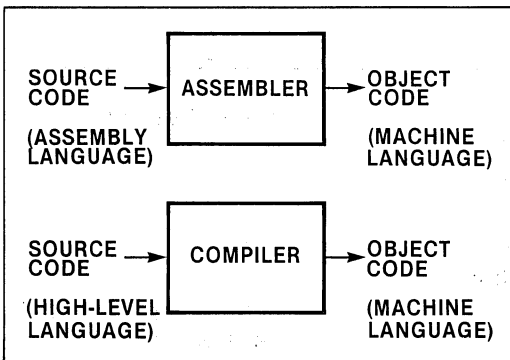 SOURCE CODE
ASSEMBLER
OBJECT CODE
(ASSEMBLY LANGUAGE)
(MACHINE LANGUAGE)
SOURCE CODE
COMPILER
OBJECT CODE
(HIGH-LEVEL LANGUAGE)
(MACHINE LANGUAGE)